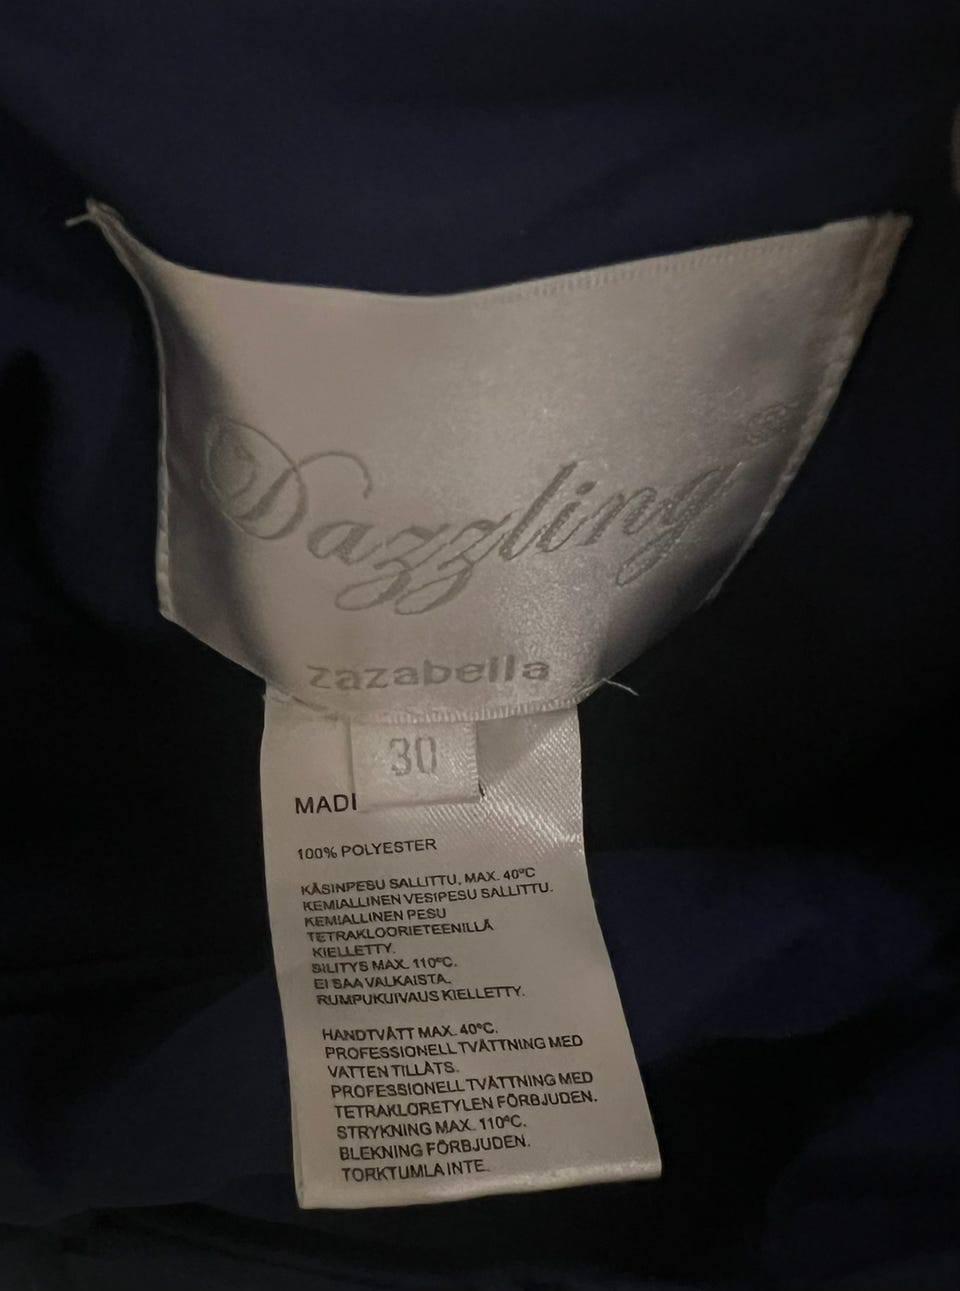 Dazzling®
zazabella
30
MADE
100% POLYESTER
KÄSINPESU SALLITTU, MAX. 40°C
KEMIALLINEN VESIPESU SALLITTU.
KEMIALLINEN PESU
TETRAKLOORIETEENILLÄ
KIELLETTY.
SILITYS MAX. 110°C.
EI SAA VALKAISTA.
RUMPUKUIVAUS KIELLETTY.
HANDTVÄTT MAX. 40°C.
PROFESSIONELL TVÄTTNING MED
VATTEN TILLÅTS.
PROFESSIONELL TVÄTTNING MED
TETRAKLORETYLEN FÖRBJUDEN.
STRYKNING MAX. 110°C.
BLEKNING FÖRBJUDEN.
TORKTUMLA INTE.